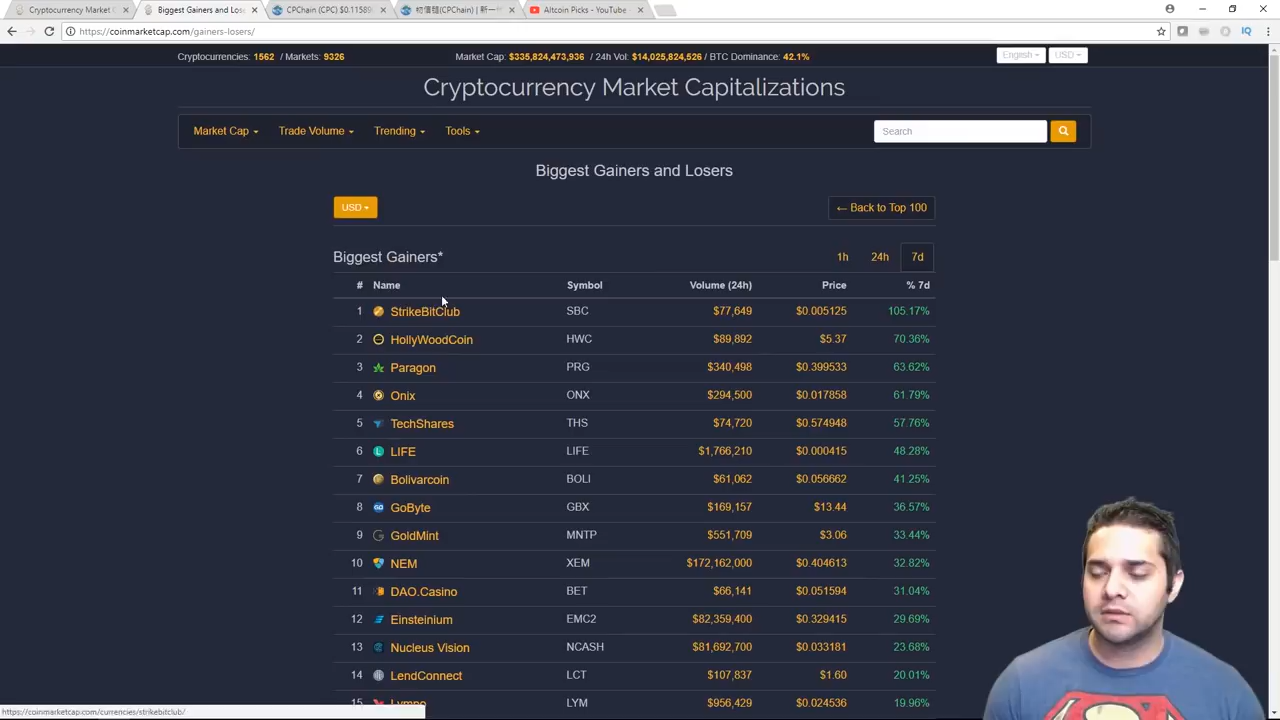 Cryptocurrency Market
Biggest Gainers and Lose
CPChain (CPC) $0.1158
(CPChain) |
Altcoin Picks - YouTube
https://coinmarketcap.com/gainers-losers/
Cryptocurrencies: 1562 / Markets: 9326
Market Cap: $335,824,473,936 / 24h Vol: $14,025,824,526 / BTC Dominance: 42.1%
English
USD
Cryptocurrency Market Capitalizations
Market Cap
Trade Volume
Trending
Tools
Search
Biggest Gainers and Losers
USD
← Back to Top 100
Biggest Gainers*
1h
24h
7d
# Name Symbol Volume (24h) Price % 7d
1 StrikeBitClub SBC $77,649 $0.005125 105.17%
2 HollyWoodCoin HWC $89,892 $5.37 70.36%
3 Paragon PRG $340,498 $0.399533 63.62%
4 Onix ONX $294,500 $0.017858 61.79%
5 TechShares THS $74,720 $0.574948 57.76%
6 LIFE LIFE $1,766,210 $0.000415 48.28%
7 Bolivarcoin BOLI $61,062 $0.056662 41.25%
8 GoByte GBX $169,157 $13.44 36.57%
9 GoldMint MNTP $551,709 $3.06 33.44%
10 NEM XEM $172,162,000 $0.404613 32.82%
11 DAO.Casino BET $66,141 $0.051594 31.04%
12 Einsteinium EMC2 $82,359,400 $0.329415 29.69%
13 Nucleus Vision NCASH $81,692,700 $0.033181 23.68%
14 LendConnect LCT $107,837 $1.60 20.01%
15 Lympo LYM $956,429 $0.024536 19.96%
https://coinmarketcap.com/currencies/strikebitclub/